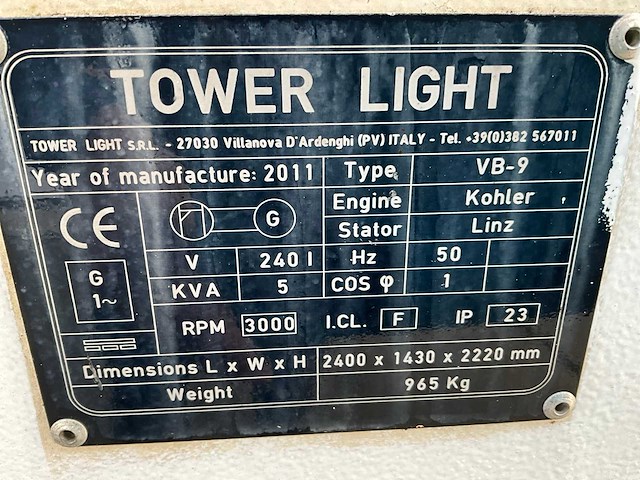 TOWER LIGHT
TOWER LIGHT S.R.L. - 27030 Villanova D'Ardenghi (PV) ITALY - Tel. +39(0)382 567011
Year of manufacture: 2011 Type VB-9
Engine Kohler
CE G Stator Linz
V 240 I Hz 50
G 1~ KVA 5 COS φ 1
RPM 3000 I.CL. F IP 23
Dimensions L x W x H 2400 x 1430 x 2220 mm
Weight 965 Kg